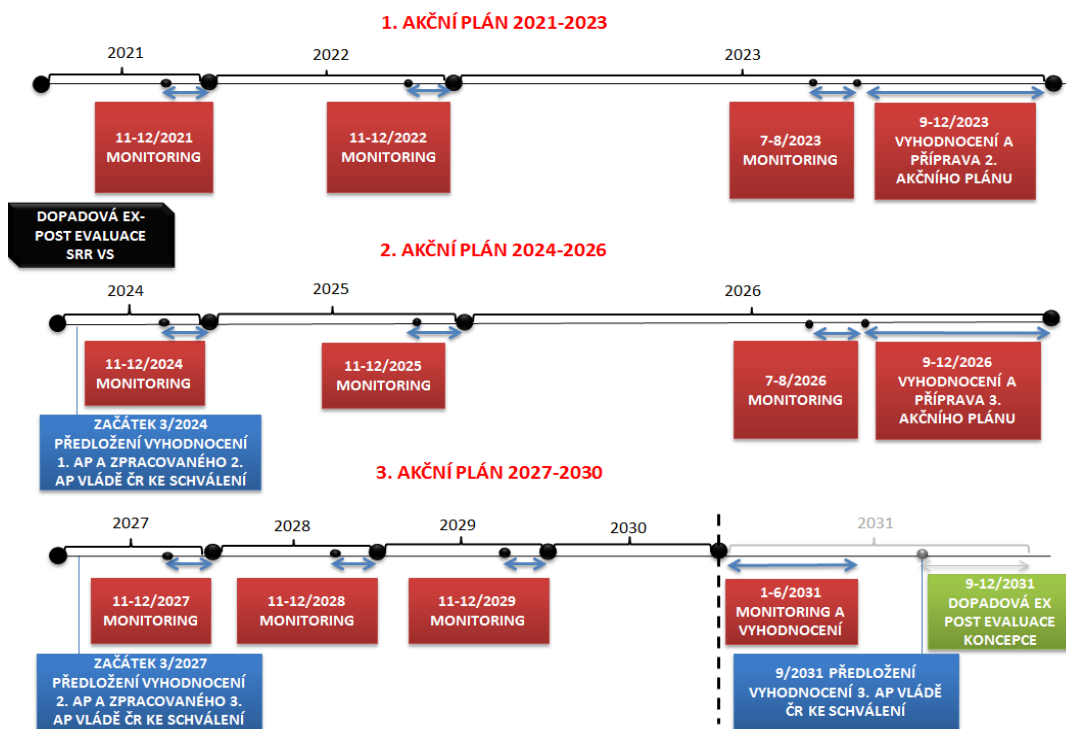 1. AKČNÍ PLÁN 2021-2023
2021
2022
2023
11-12/2021
MONITORING
11-12/2022
MONITORING
7-8/2023
MONITORING
9-12/2023
VYHODNOCENÍ A
PŘÍPRAVA 2.
AKČNÍHO PLÁNU
DOPADOVÁ EX-
POST EVALUACE
SRR VS
2. AKČNÍ PLÁN 2024-2026
2024
2025
2026
11-12/2024
MONITORING
11-12/2025
MONITORING
7-8/2026
MONITORING
9-12/2026
VYHODNOCENÍ A
PŘÍPRAVA 3.
AKČNÍHO PLÁNU
ZAČÁTEK 3/2024
PŘEDLOŽENÍ VYHODNOCENÍ
1. AP A ZPRACOVANÉHO 2.
AP VLÁDĚ ČR KE SCHVÁLENÍ
3. AKČNÍ PLÁN 2027-2030
2027
2028
2029
2030
2031
11-12/2027
MONITORING
11-12/2028
MONITORING
11-12/2029
MONITORING
1-6/2031
MONITORING A
VYHODNOCENÍ
9-12/2031
DOPADOVÁ EX
POST EVALUACE
KONCEPCE
ZAČÁTEK 3/2027
PŘEDLOŽENÍ VYHODNOCENÍ
2. AP A ZPRACOVANÉHO 3.
AP VLÁDĚ ČR KE SCHVÁLENÍ
9/2031 PŘEDLOŽENÍ
VYHODNOCENÍ 3. AP VLÁDĚ
ČR KE SCHVÁLENÍ